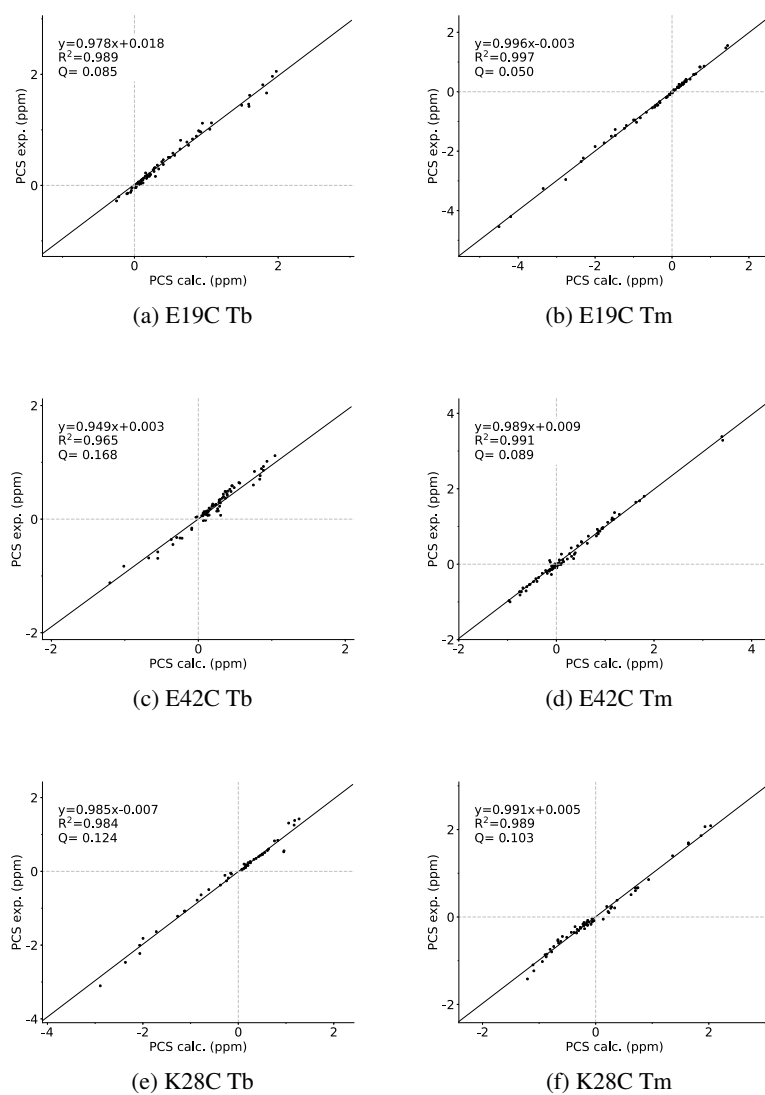 2
0
0
2
PCS exp. (ppm)
PCS calc. (ppm)
y=0.978x+0.018
R²=0.989
Q= 0.085
(a) E19C Tb
2
0
-2
-4
-4
-2
0
2
PCS exp. (ppm)
PCS calc. (ppm)
y=0.996x-0.003
R²=0.997
Q= 0.050
(b) E19C Tm
2
0
-2
-2
0
2
PCS exp. (ppm)
PCS calc. (ppm)
y=0.949x+0.003
R²=0.965
Q= 0.168
(c) E42C Tb
4
2
0
-2
-2
0
2
4
PCS exp. (ppm)
PCS calc. (ppm)
y=0.989x+0.009
R²=0.991
Q= 0.089
(d) E42C Tm
2
0
-2
-4
-4
-2
0
2
PCS exp. (ppm)
PCS calc. (ppm)
y=0.985x-0.007
R²=0.984
Q= 0.124
(e) K28C Tb
2
0
-2
-2
0
2
PCS exp. (ppm)
PCS calc. (ppm)
y=0.991x+0.005
R²=0.989
Q= 0.103
(f) K28C Tm